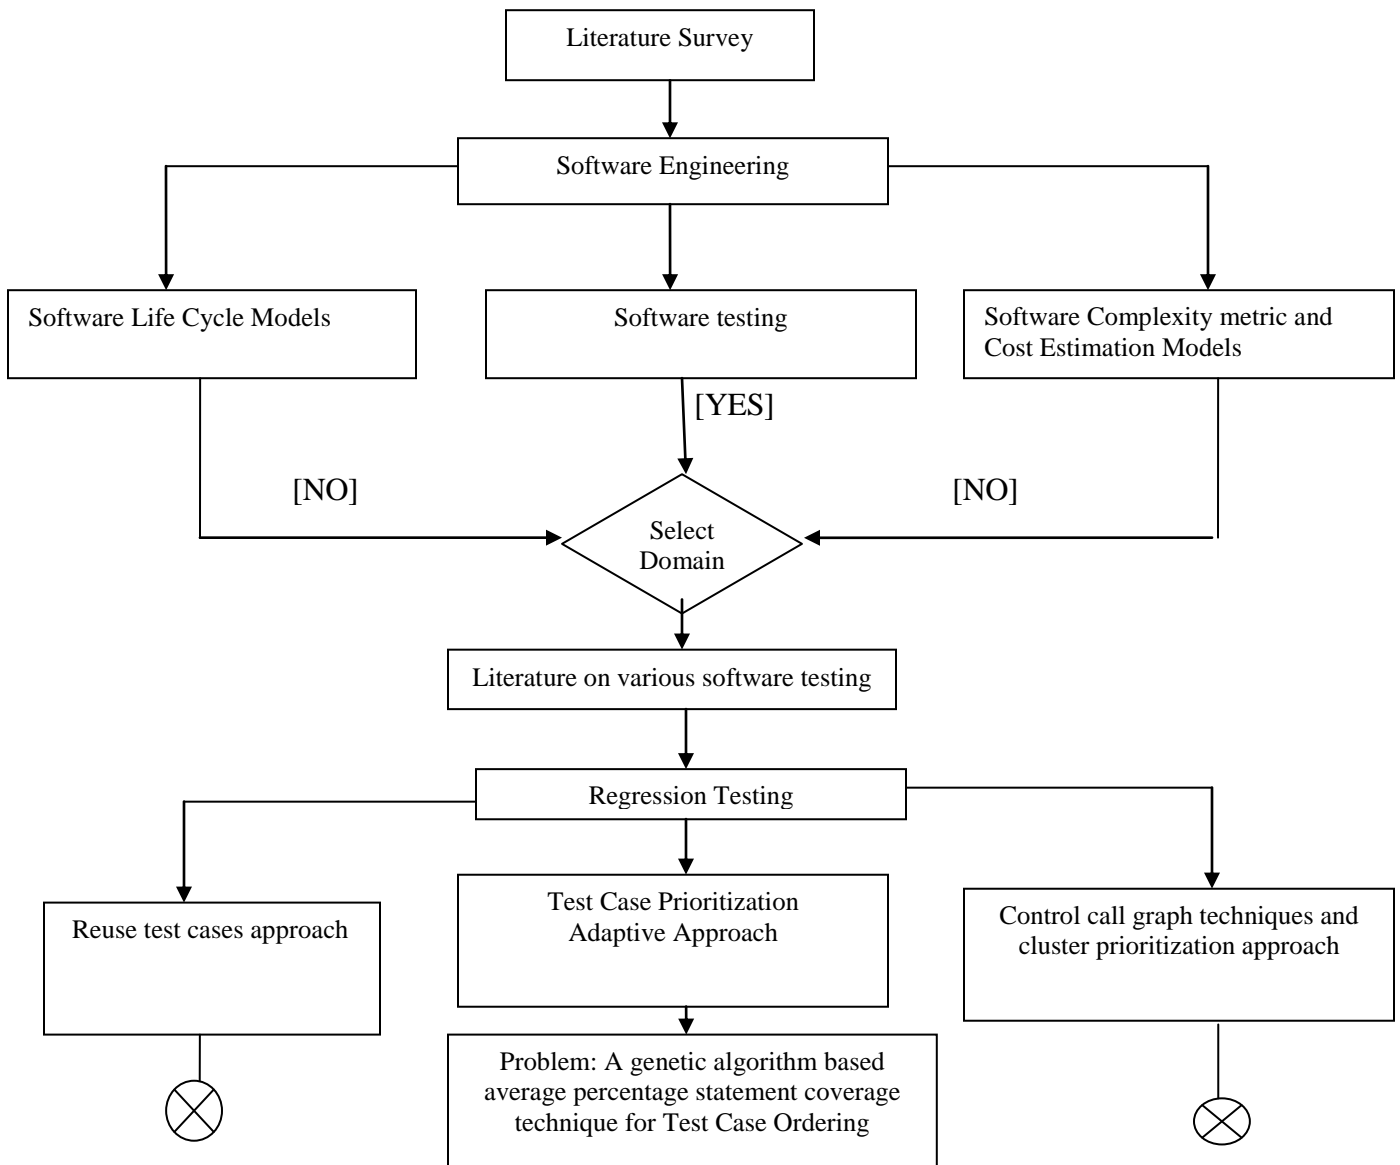 Literature Survey
Software Engineering
Software Life Cycle Models
Software testing
Software Complexity metric and
Cost Estimation Models
[YES]
[NO]
[NO]
Select
Domain
Literature on various software testing
Regression Testing
Reuse test cases approach
Test Case Prioritization
Adaptive Approach
Control call graph techniques and
cluster prioritization approach
Problem: A genetic algorithm based
average percentage statement coverage
technique for Test Case Ordering